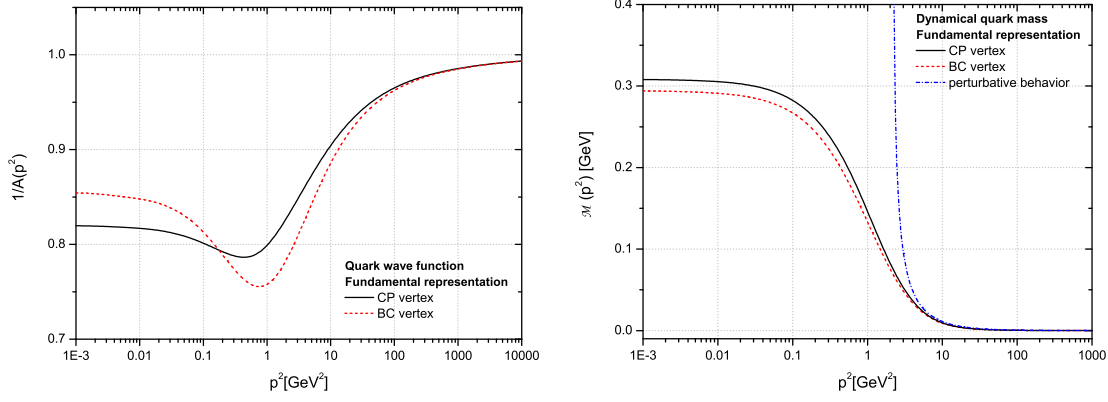 1.0
0.9
0.8
0.7
1/A(p²)
1E-3 0.01 0.1 1 10 100 1000 10000
p²[GeV²]
Quark wave function
Fundamental representation
CP vertex
BC vertex
0.4
0.3
0.2
0.1
0.0
ℳ (p²) [GeV]
1E-3 0.01 0.1 1 10 100 1000
p²[GeV²]
Dynamical quark mass
Fundamental representation
CP vertex
BC vertex
perturbative behavior